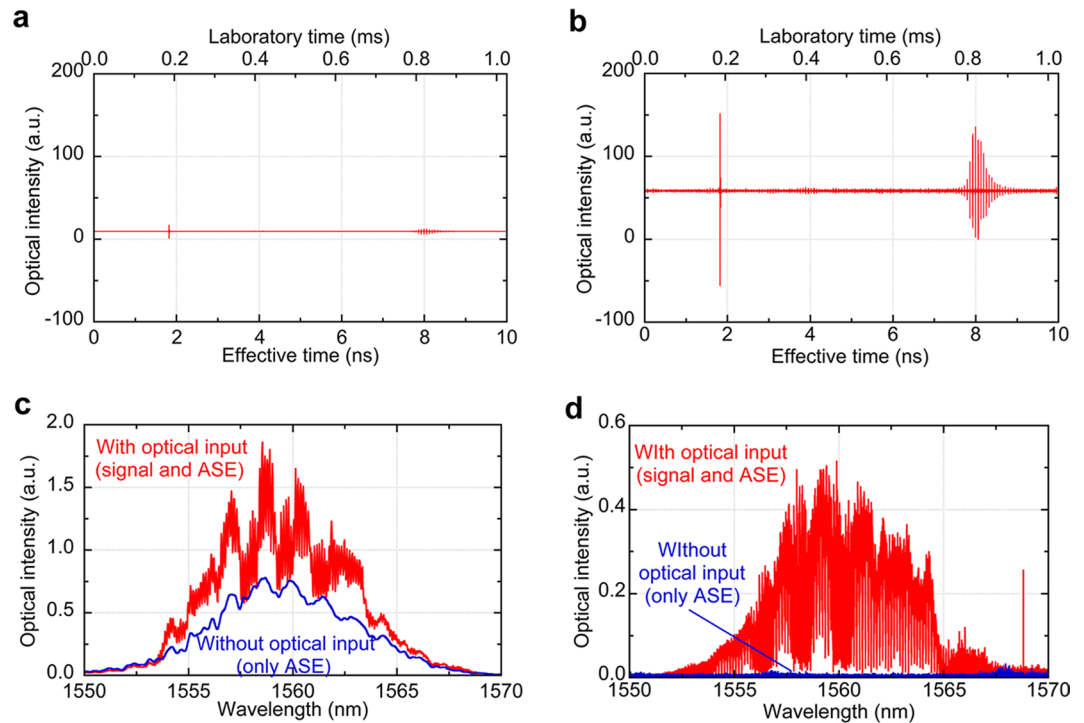 a
Laboratory time (ms)
0.0 0.2 0.4 0.6 0.8 1.0
200
100
0
-100
Optical intensity (a.u.)
0 2 4 6 8 10
Effective time (ns)
b
Laboratory time (ms)
0.0 0.2 0.4 0.6 0.8 1.0
200
100
0
-100
Optical intensity (a.u.)
0 2 4 6 8 10
Effective time (ns)
c
2.0
1.5
1.0
0.5
0.0
Optical intensity (a.u.)
With optical input
(signal and ASE)
Without optical input
(only ASE)
1550 1555 1560 1565 1570
Wavelength (nm)
d
0.6
0.4
0.2
0.0
Optical intensity (a.u.)
WIth optical input
(signal and ASE)
WIthout
optical input
(only ASE)
1550 1555 1560 1565 1570
Wavelength (nm)